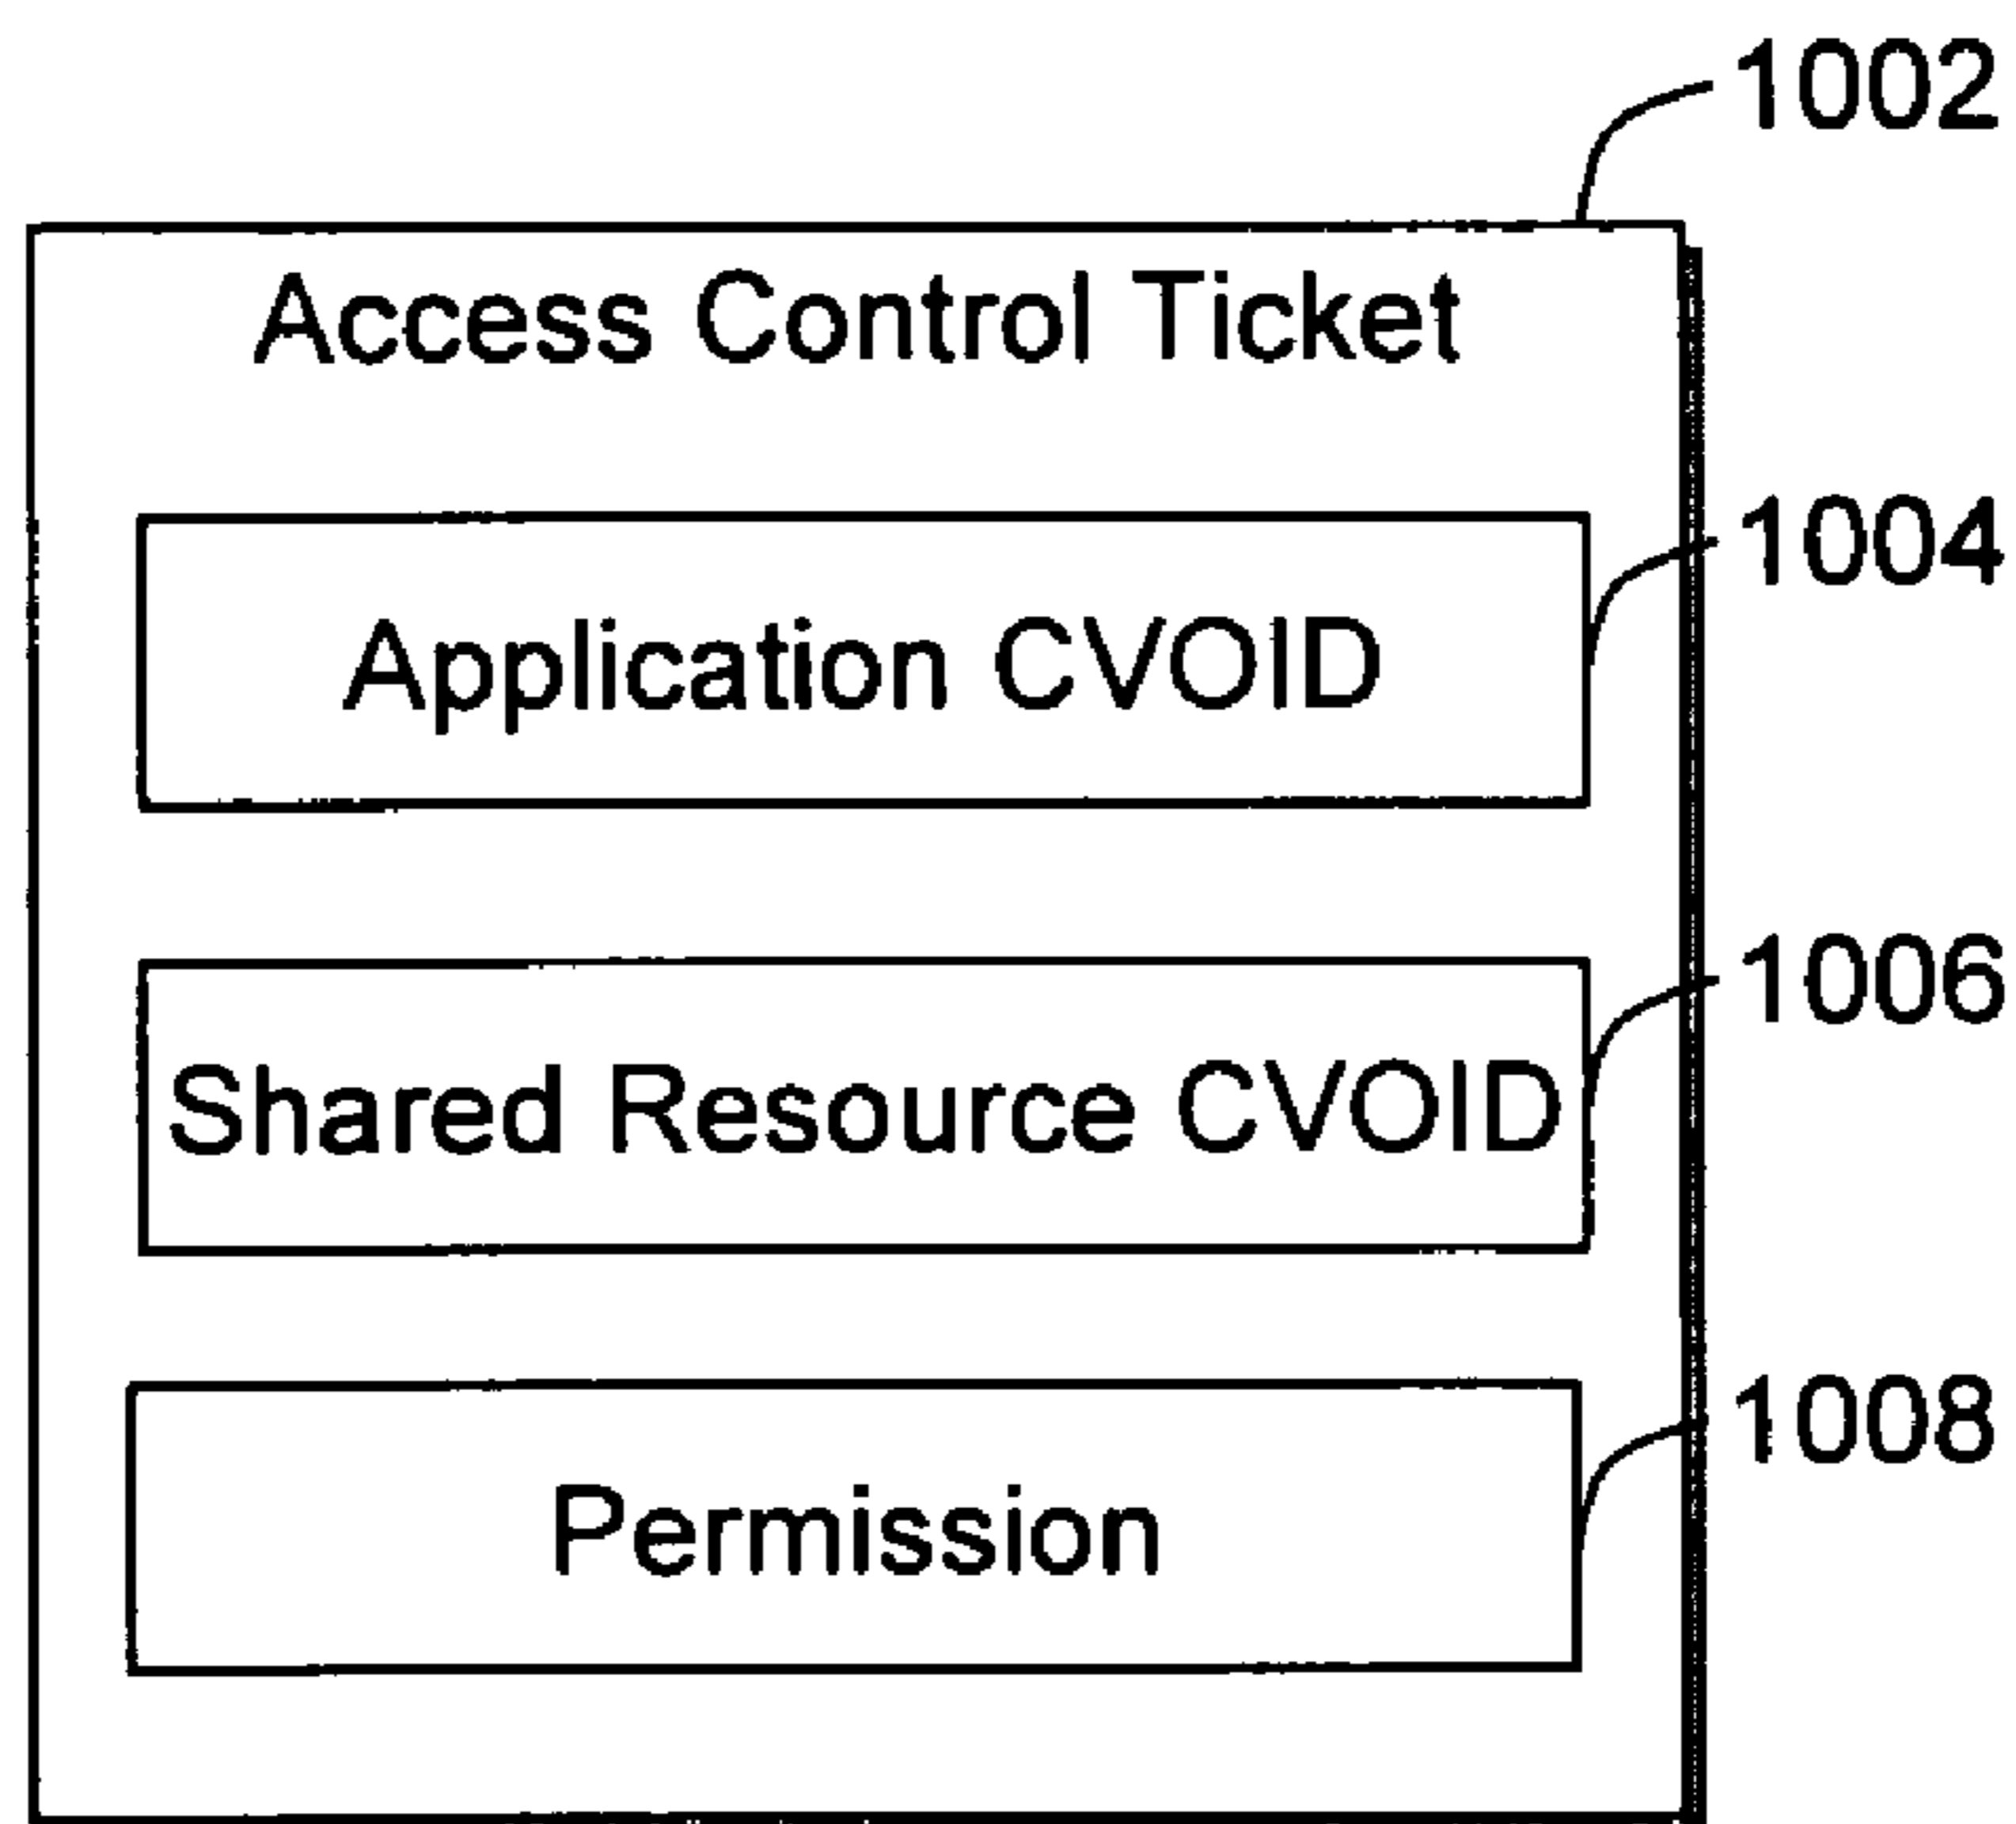 1002
Access Control Ticket
1004
Application CVOID
1006
Shared Resource CVOID
1008
Permission